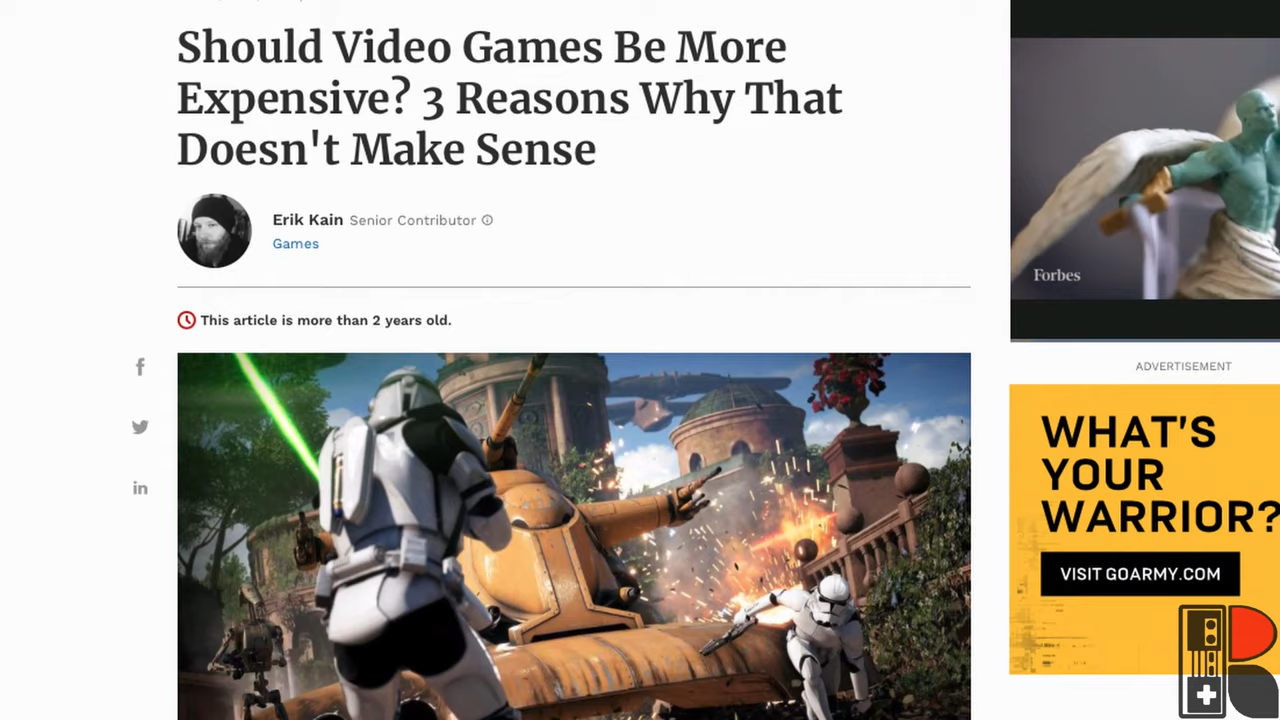 Should Video Games Be More
Expensive? 3 Reasons Why That
Doesn't Make Sense
Erik Kain Senior Contributor
Games
This article is more than 2 years old.
Forbes
ADVERTISEMENT
WHAT'S
YOUR
WARRIOR?
VISIT GOARMY.COM